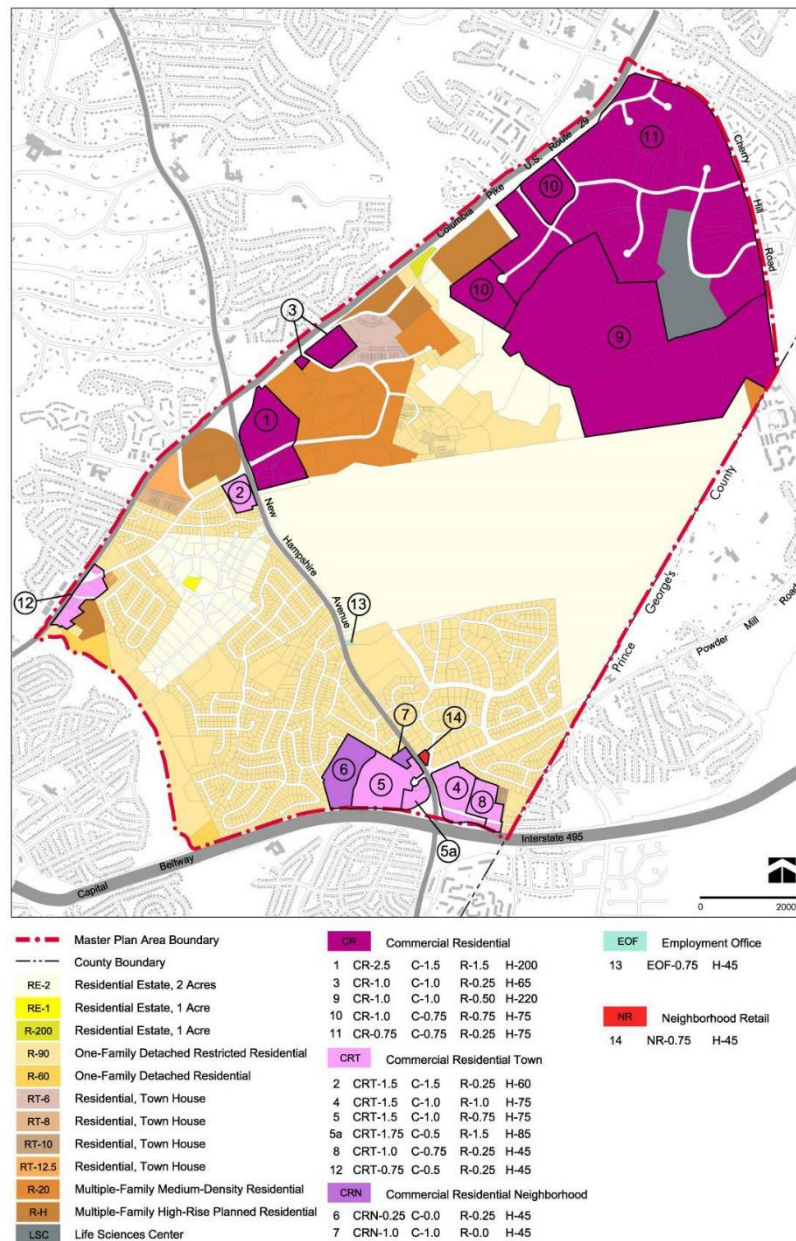 11
Columbia Pike U.S. Route 29
Cherry Hill Road
10
10
9
3
1
2
New Hampshire Avenue
12
13
Prince George's County
Powder Mill Road
7
14
6
5
4
8
5a
Interstate 495
Capital Beltway
0 2000
Master Plan Area Boundary
County Boundary
RE-2 Residential Estate, 2 Acres
RE-1 Residential Estate, 1 Acre
R-200 Residential Estate, 1 Acre
R-90 One-Family Detached Restricted Residential
R-60 One-Family Detached Residential
RT-6 Residential, Town House
RT-8 Residential, Town House
RT-10 Residential, Town House
RT-12.5 Residential, Town House
R-20 Multiple-Family Medium-Density Residential
R-H Multiple-Family High-Rise Planned Residential
LSC Life Sciences Center
CR Commercial Residential
1 CR-2.5 C-1.5 R-1.5 H-200
3 CR-1.0 C-1.0 R-0.25 H-65
9 CR-1.0 C-1.0 R-0.50 H-220
10 CR-1.0 C-0.75 R-0.75 H-75
11 CR-0.75 C-0.75 R-0.25 H-75
CRT Commercial Residential Town
2 CRT-1.5 C-1.5 R-0.25 H-60
4 CRT-1.5 C-1.0 R-1.0 H-75
5 CRT-1.5 C-1.0 R-0.75 H-75
5a CRT-1.75 C-0.5 R-1.5 H-85
8 CRT-1.0 C-0.75 R-0.25 H-45
12 CRT-0.75 C-0.5 R-0.25 H-45
CRN Commercial Residential Neighborhood
6 CRN-0.25 C-0.0 R-0.25 H-45
7 CRN-1.0 C-1.0 R-0.0 H-45
EOF Employment Office
13 EOF-0.75 H-45
NR Neighborhood Retail
14 NR-0.75 H-45